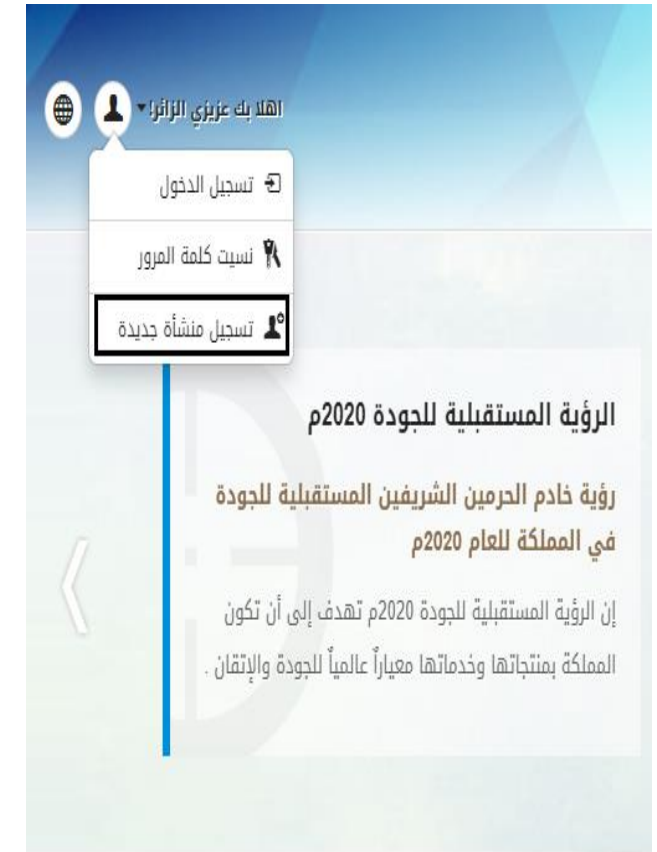 اهلا بك عزيزي الزائر!
تسجيل الدخول
نسيت كلمة المرور
تسجيل منشأة جديدة
الرؤية المستقبلية للجودة 2020م
رؤية خادم الحرمين الشريفين المستقبلية للجودة
في المملكة للعام 2020م
إن الرؤية المستقبلية للجودة 2020م تهدف إلى أن تكون
المملكة بمنتجاتها وخدماتها معياراً عالمياً للجودة والإتقان .